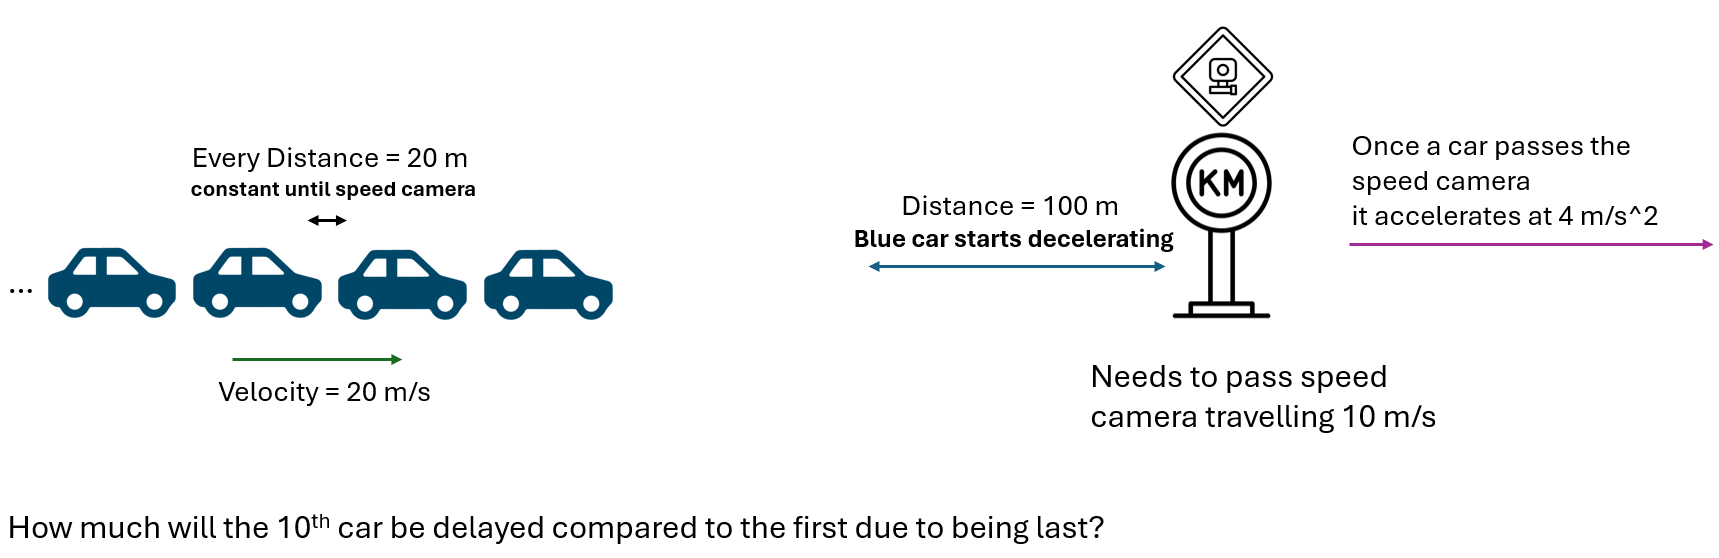 Every Distance = 20 m
constant until speed camera
...
Velocity = 20 m/s
Distance = 100 m
Blue car starts decelerating
KM
Needs to pass speed
camera travelling 10 m/s
Once a car passes the
speed camera
it accelerates at 4 m/s^2
How much will the 10th car be delayed compared to the first due to being last?